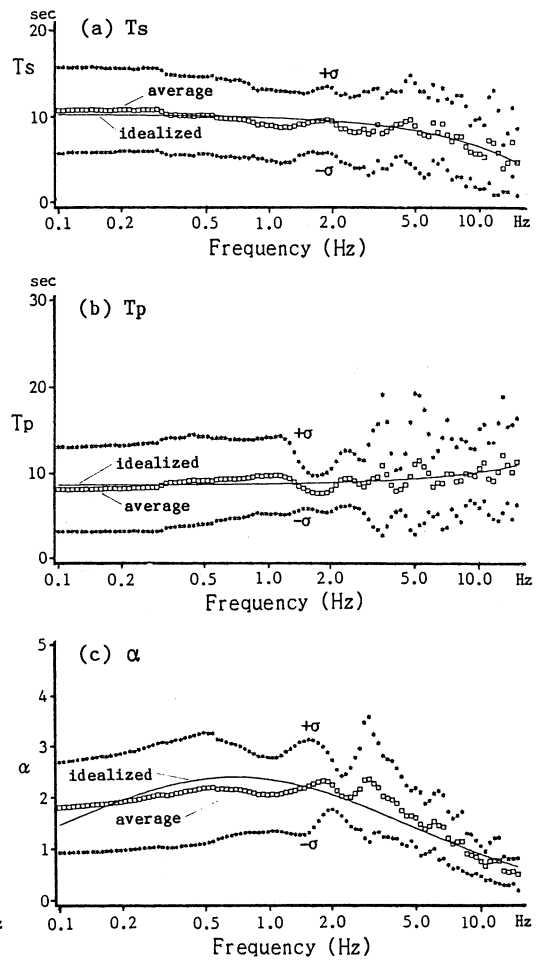 sec
20
(a) Ts
Ts
+σ
average
10
idealized
−σ
0
0.1 0.2 0.5 1.0 2.0 5.0 10.0 Hz
Frequency (Hz)
sec
30
(b) Tp
20
Tp
+σ
10
idealized
average
−σ
0
0.1 0.2 0.5 1.0 2.0 5.0 10.0 Hz
Frequency (Hz)
5
(c) α
4
+σ
3
α
idealized
2
average
1
−σ
0
z 0.1 0.2 0.5 1.0 2.0 5.0 10.0 Hz
Frequency (Hz)